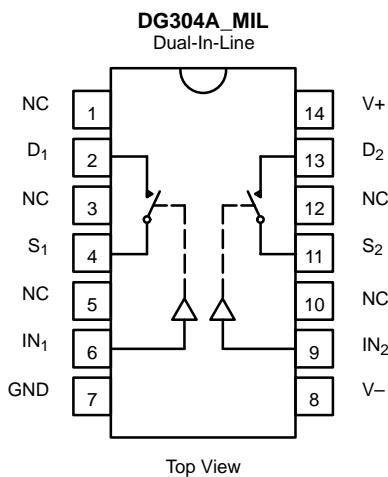 DG304A_MIL
Dual-In-Line
NC 1 14 V+
D1 2 13 D2
NC 3 12 NC
S1 4 11 S2
NC 5 10 NC
IN1 6 9 IN2
GND 7 8 V–
Top View